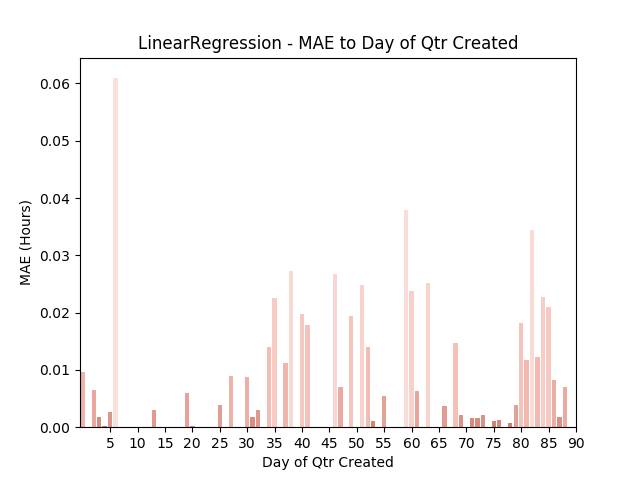 LinearRegression - MAE to Day of Qtr Created
0.06
0.05
0.04
0.03
0.02
0.01
0.00
MAE (Hours)
5 10 15 20 25 30 35 40 45 50 55 60 65 70 75 80 85 90
Day of Qtr Created